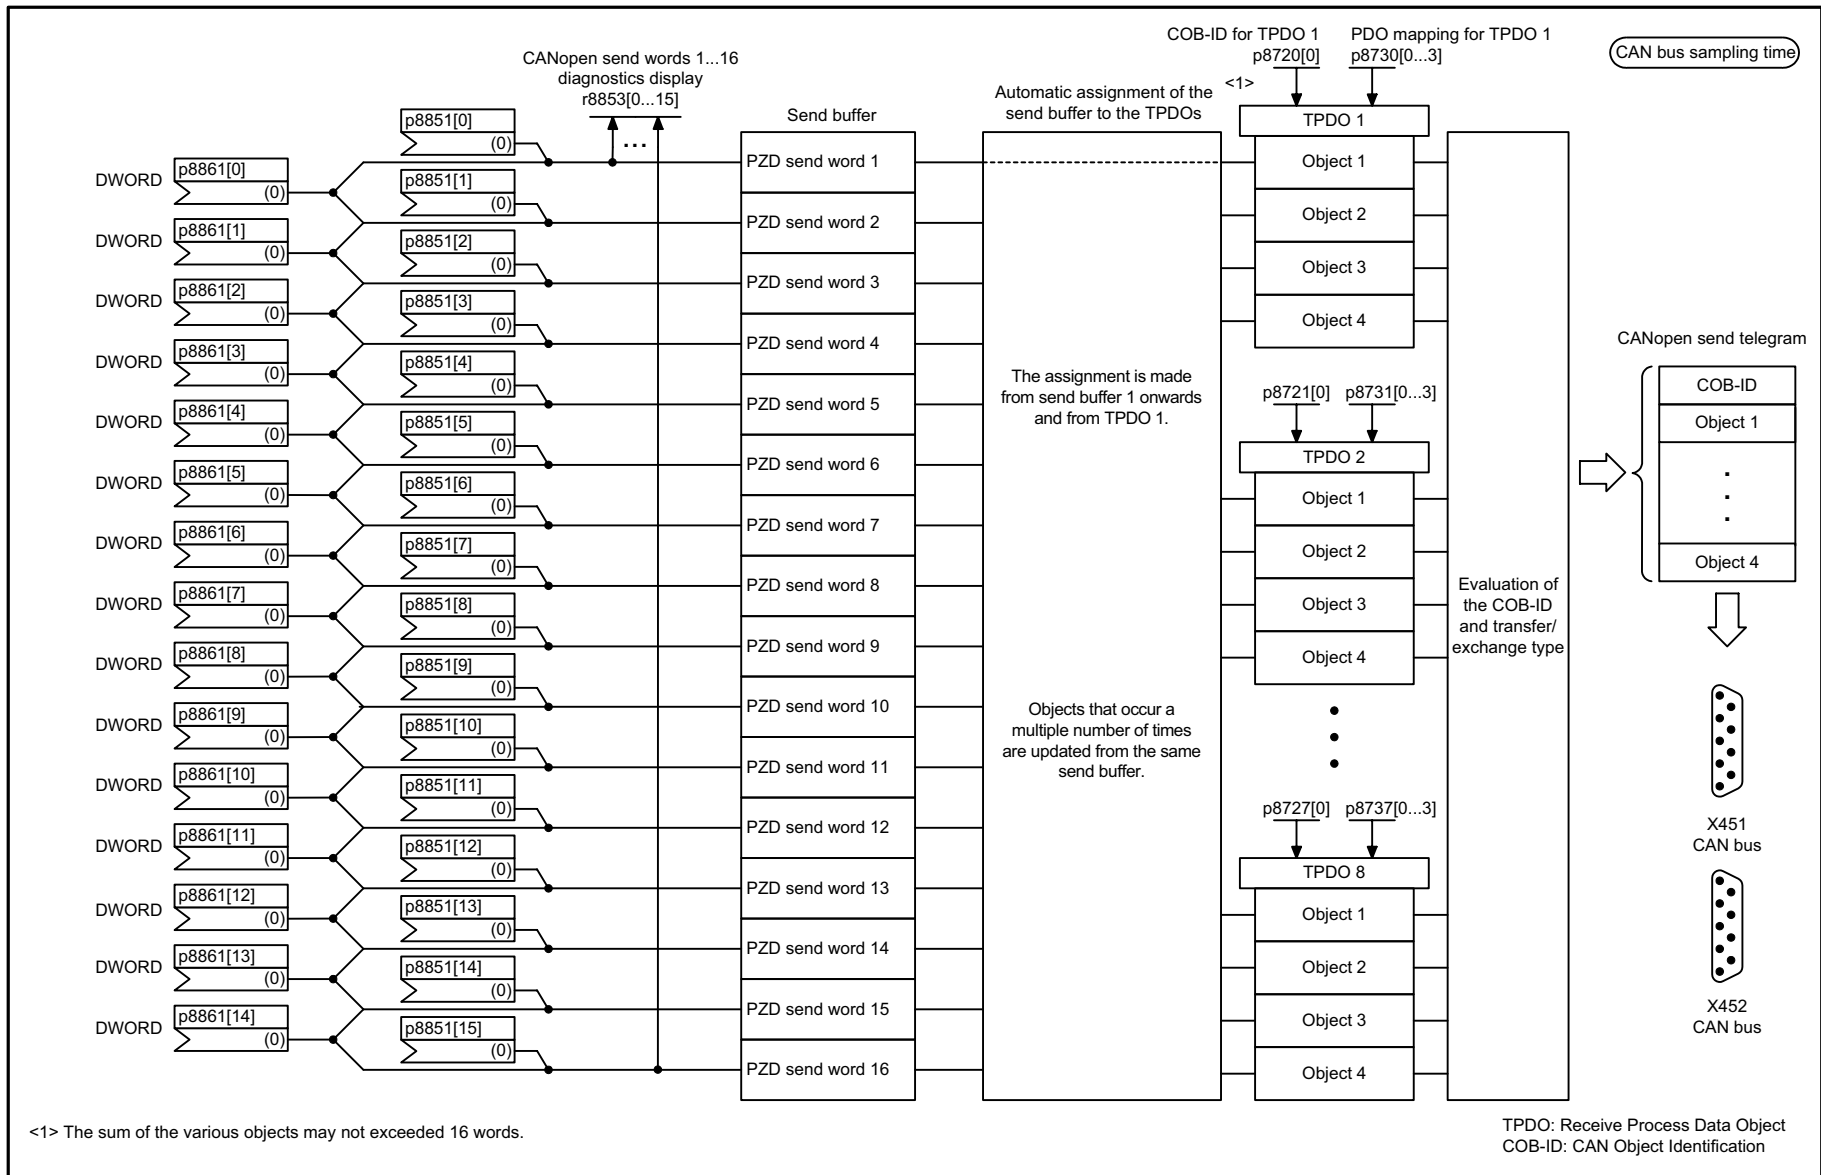 COB-ID for TPDO 1
p8720[0]
PDO mapping for TPDO 1
p8730[0...3]
CAN bus sampling time
CANopen send words 1...16
diagnostics display
r8853[0...15]
...
<1>
Automatic assignment of the
send buffer to the TPDOs
Send buffer
p8851[0]
(0)
p8851[1]
(0)
p8851[2]
(0)
p8851[3]
(0)
p8851[4]
(0)
p8851[5]
(0)
p8851[6]
(0)
p8851[7]
(0)
p8851[8]
(0)
p8851[9]
(0)
p8851[10]
(0)
p8851[11]
(0)
p8851[12]
(0)
p8851[13]
(0)
p8851[14]
(0)
p8851[15]
(0)
DWORD
p8861[0]
(0)
DWORD
p8861[1]
(0)
DWORD
p8861[2]
(0)
DWORD
p8861[3]
(0)
DWORD
p8861[4]
(0)
DWORD
p8861[5]
(0)
DWORD
p8861[6]
(0)
DWORD
p8861[7]
(0)
DWORD
p8861[8]
(0)
DWORD
p8861[9]
(0)
DWORD
p8861[10]
(0)
DWORD
p8861[11]
(0)
DWORD
p8861[12]
(0)
DWORD
p8861[13]
(0)
DWORD
p8861[14]
(0)
PZD send word 1
PZD send word 2
PZD send word 3
PZD send word 4
PZD send word 5
PZD send word 6
PZD send word 7
PZD send word 8
PZD send word 9
PZD send word 10
PZD send word 11
PZD send word 12
PZD send word 13
PZD send word 14
PZD send word 15
PZD send word 16
The assignment is made
from send buffer 1 onwards
and from TPDO 1.
Objects that occur a
multiple number of times
are updated from the same
send buffer.
TPDO 1
Object 1
Object 2
Object 3
Object 4
p8721[0]
p8731[0...3]
TPDO 2
Object 1
Object 2
Object 3
Object 4
p8727[0]
p8737[0...3]
TPDO 8
Object 1
Object 2
Object 3
Object 4
Evaluation of
the COB-ID
and transfer/
exchange type
CANopen send telegram
COB-ID
Object 1
.
.
.
Object 4
X451
CAN bus
X452
CAN bus
<1> The sum of the various objects may not exceeded 16 words.
TPDO: Receive Process Data Object
COB-ID: CAN Object Identification